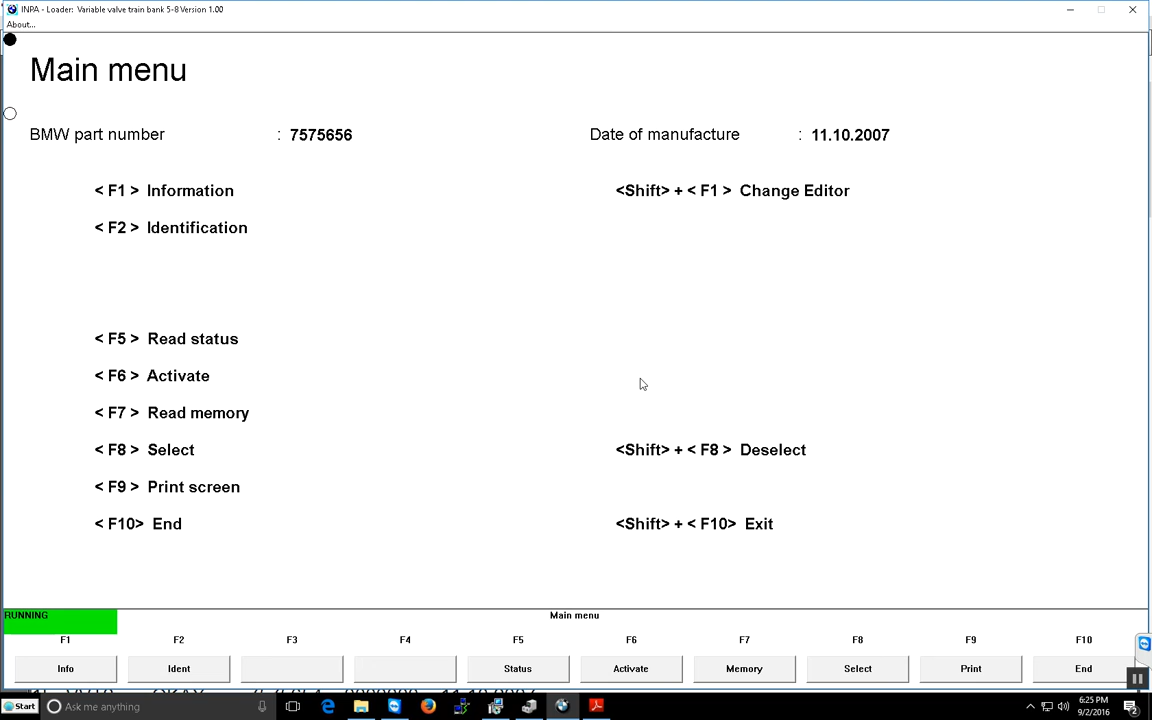 INPA - Loader: Variable valve train bank 5-8 Version 1.00
About...
Main menu
BMW part number : 7575656 Date of manufacture : 11.10.2007
< F1 > Information <Shift> + < F1 > Change Editor
< F2 > Identification
< F5 > Read status
< F6 > Activate
< F7 > Read memory
< F8 > Select <Shift> + < F8 > Deselect
< F9 > Print screen
< F10> End <Shift> + < F10> Exit
RUNNING Main menu
F1 F2 F3 F4 F5 F6 F7 F8 F9 F10
Info Ident Status Activate Memory Select Print End
Start Ask me anything 6:25 PM
9/2/2016 2